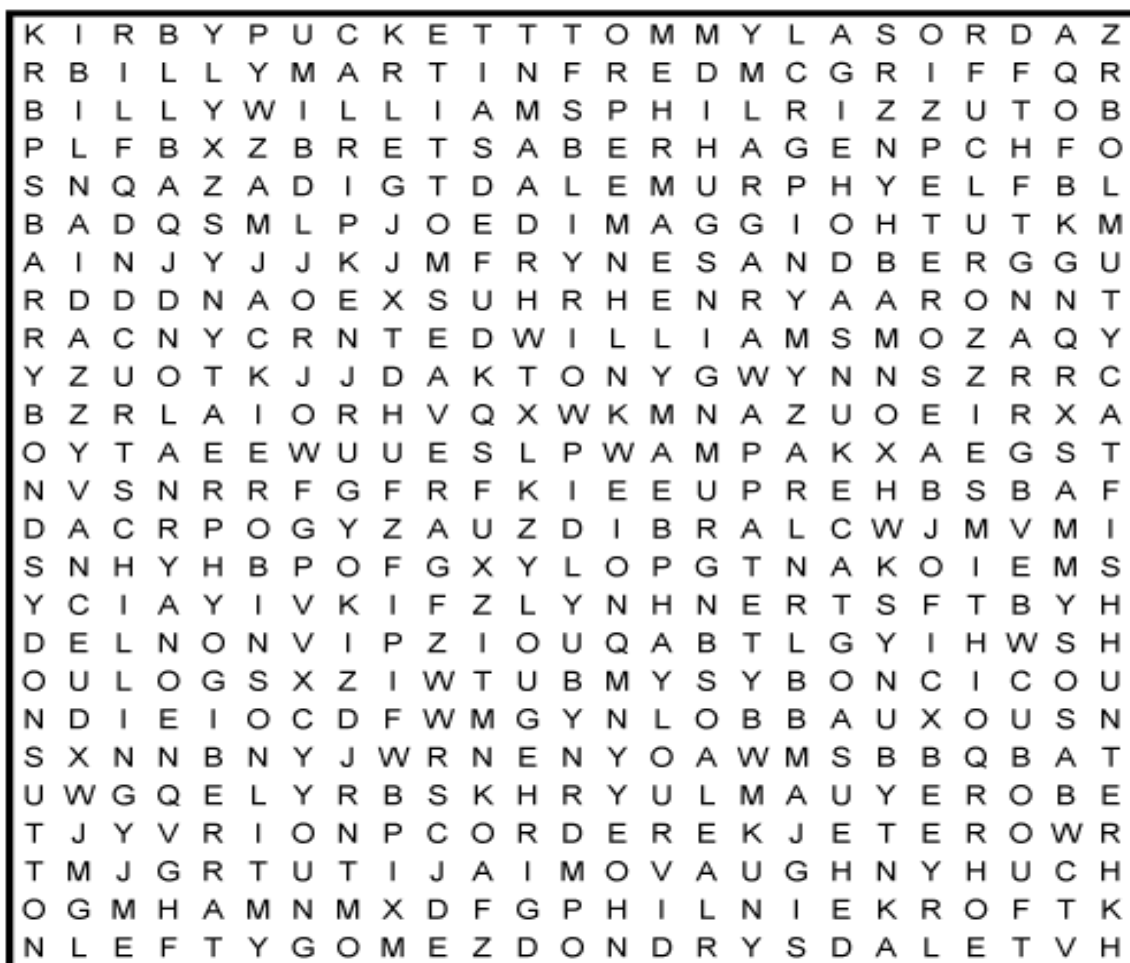 K I R B Y P U C K E T T T O M M Y L A S O R D A Z
R B I L L Y M A R T I N F R E D M C G R I F F Q R
B I L L Y W I L L I A M S P H I L R I Z Z U T O B
P L F B X Z B R E T S A B E R H A G E N P C H F O
S N Q A Z A D I G T D A L E M U R P H Y E L F B L
B A D Q S M L P J O E D I M A G G I O H T U T K M
A I N J Y J J K J M F R Y N E S A N D B E R G G U
R D D D N A O E X S U H R H E N R Y A A R O N N T
R A C N Y C R N T E D W I L L I A M S M O Z A Q Y
Y Z U O T K J J D A K T O N Y G W Y N N S Z R R C
B Z R L A I O R H V Q X W K M N A Z U O E I R X A
O Y T A E E W U U E S L P W A M P A K X A E G S T
N V S N R R F G F R F K I E E U P R E H B S B A F
D A C R P O G Y Z A U Z D I B R A L C W J M V M I
S N H Y H B P O F G X Y L O P G T N A K O I E M S
Y C I A Y I V K I F Z L Y N H N E R T S F T B Y H
D E L N O N V I P Z I O U Q A B T L G Y I H W S H
O U L O G S X Z I W T U B M Y S Y B O N C I C O U
N D I E I O C D F W M G Y N L O B B A U X O U S N
S X N N B N Y J W R N E N Y O A W M S B B Q B A T
U W G Q E L Y R B S K H R Y U L M A U Y E R O B E
T J Y V R I O N P C O R D E R E K J E T E R O W R
T M J G R T U T I J A I M O V A U G H N Y H U C H
O G M H A M N M X D F G P H I L N I E K R O F T K
N L E F T Y G O M E Z D O N D R Y S D A L E T V H